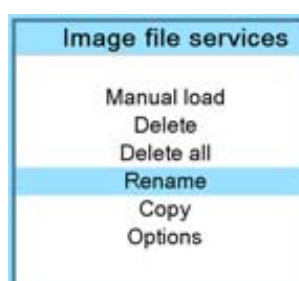 Image file services
Manual load
Delete
Delete all
Rename
Copy
Options